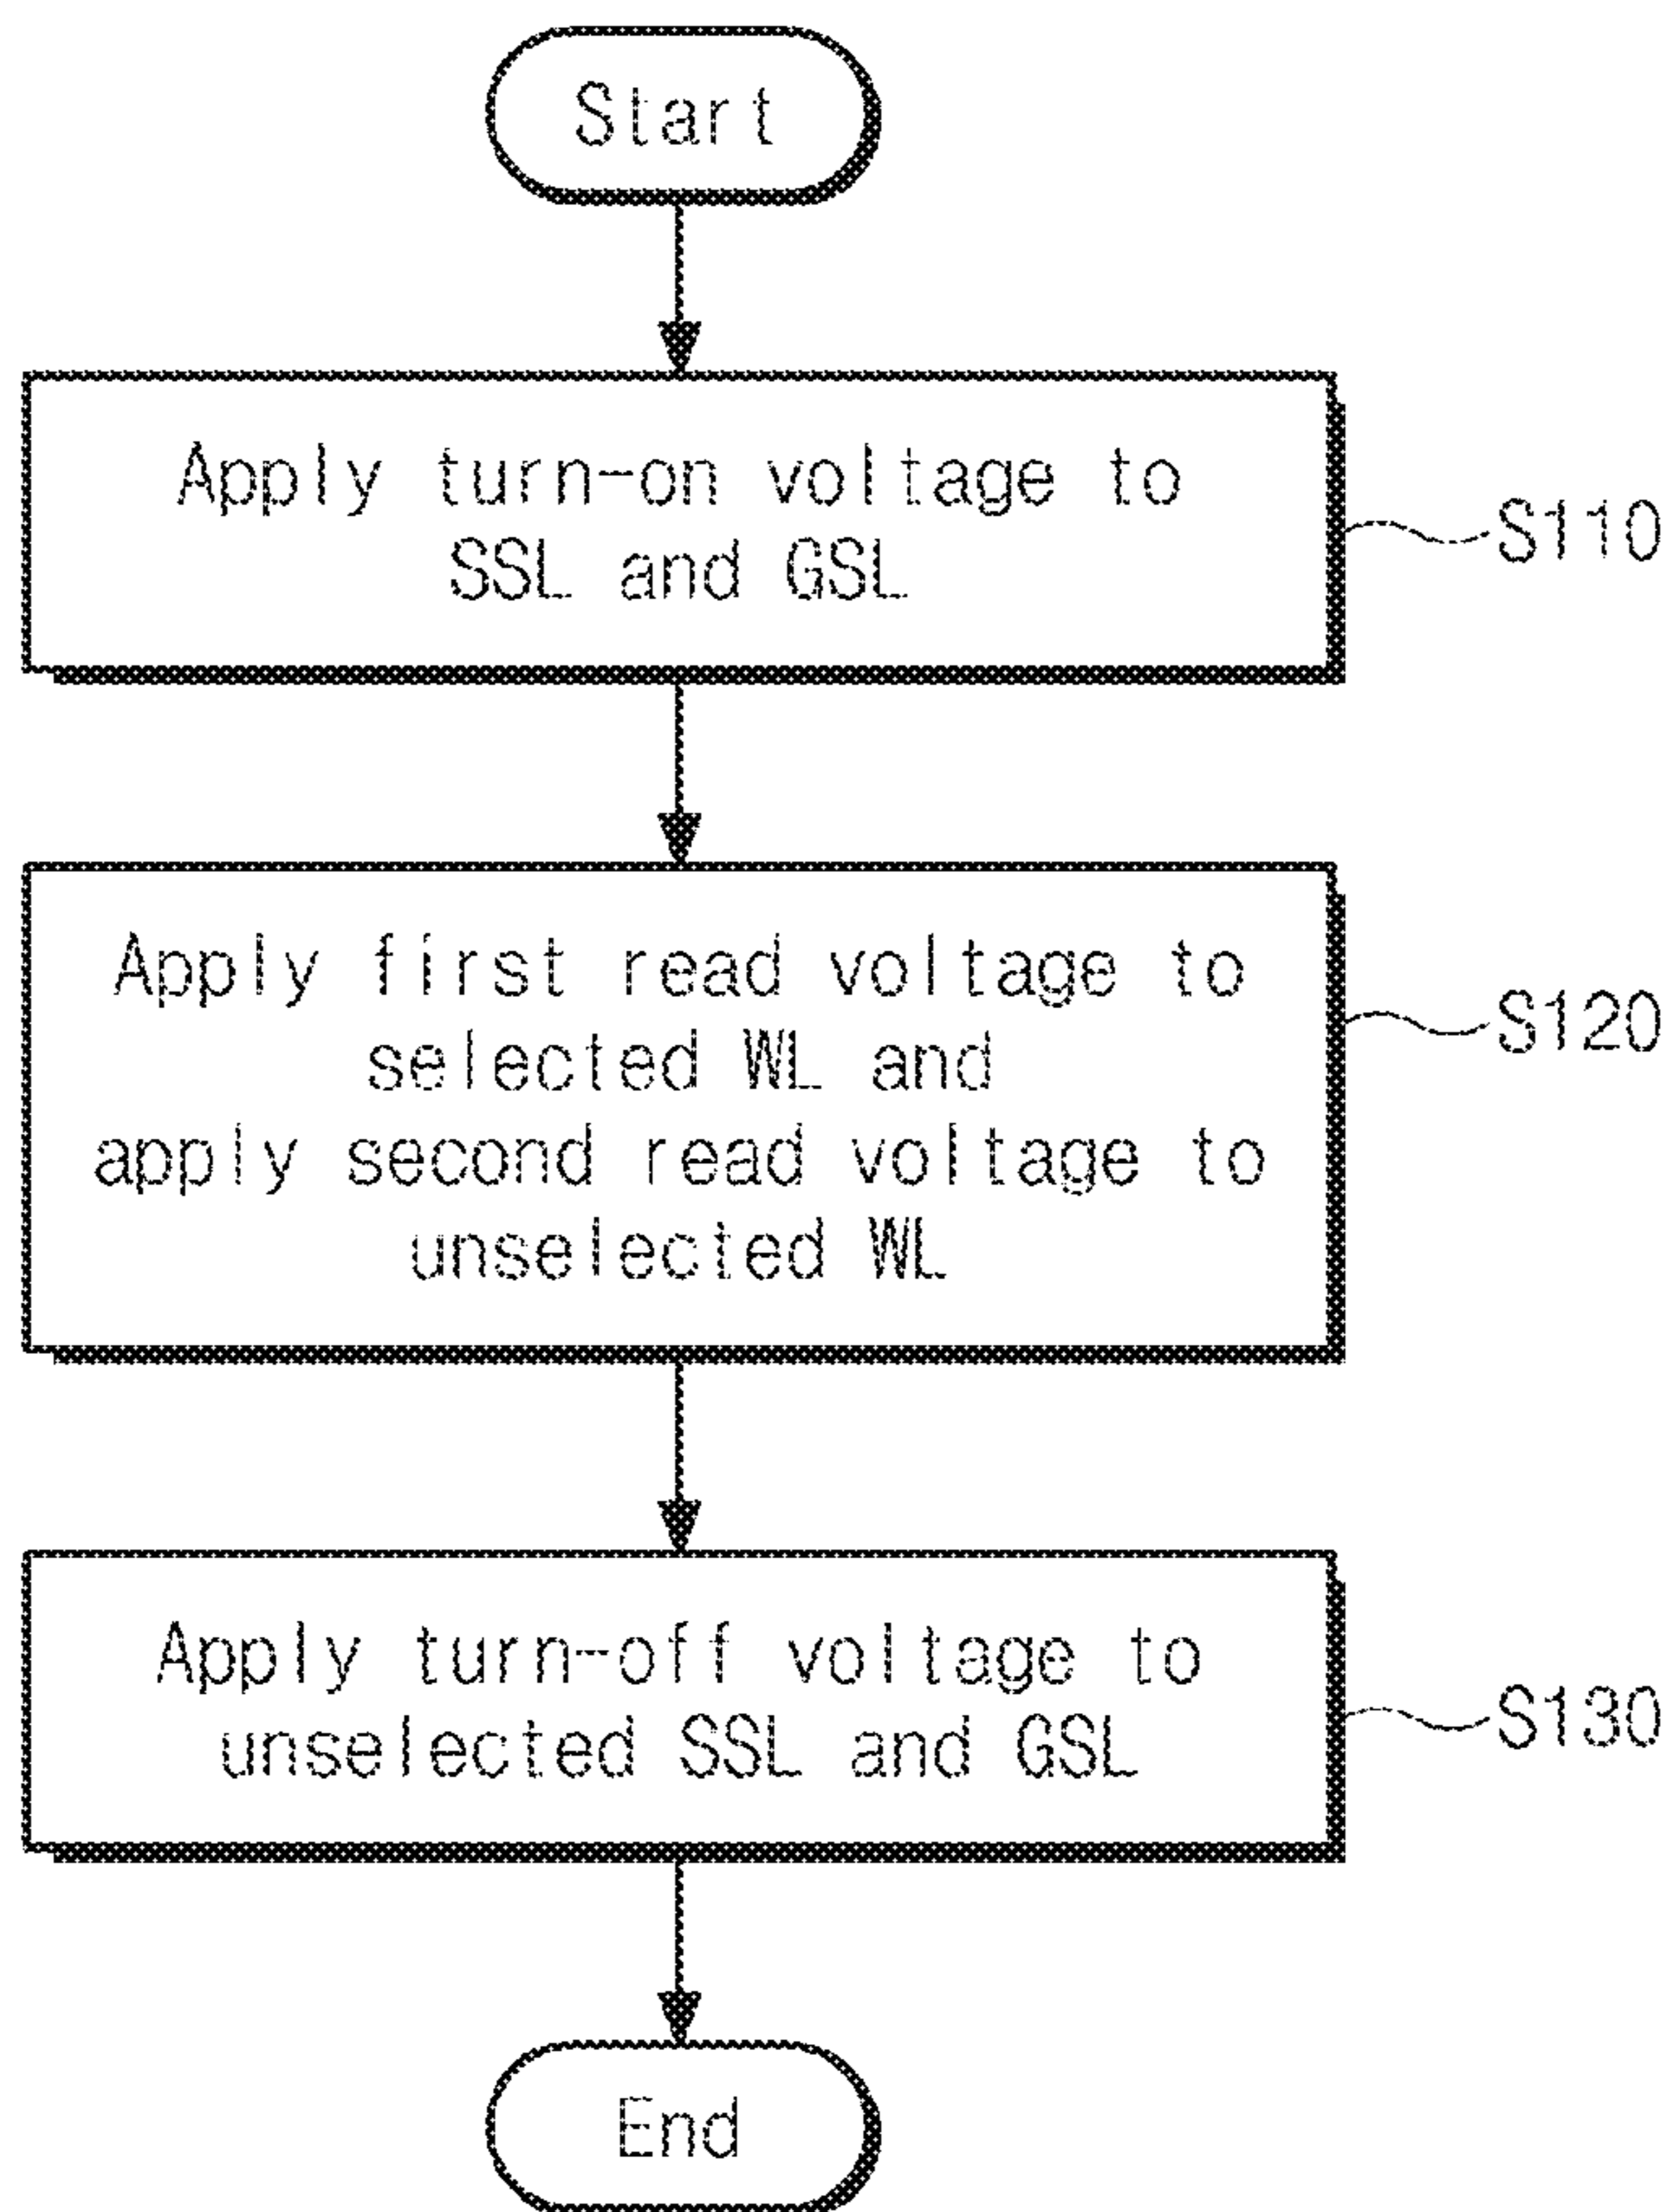 Start
Apply turn-on voltage to
SSL and GSL
S110
Apply first read voltage to
selected WL and
apply second read voltage to
unselected WL
S120
Apply turn-off voltage to
unselected SSL and GSL
S130
End